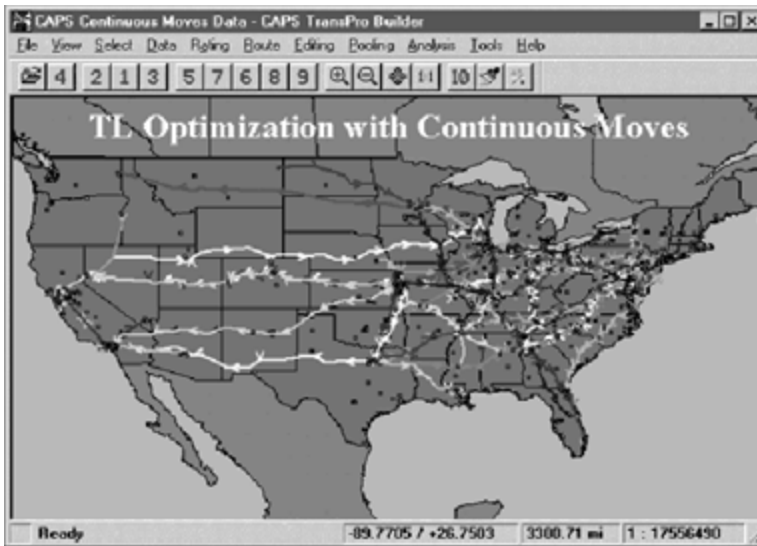 CAPS Continuous Moves Data - CAPS TransPro Builder
File View Select Data Rating Route Editing Pooling Analysis Tools Help
4 2 1 3 5 7 6 8 9 1:1 10
TL Optimization with Continuous Moves
Ready -89.7705 / +26.7503 3300.71 mi 1 : 17556490